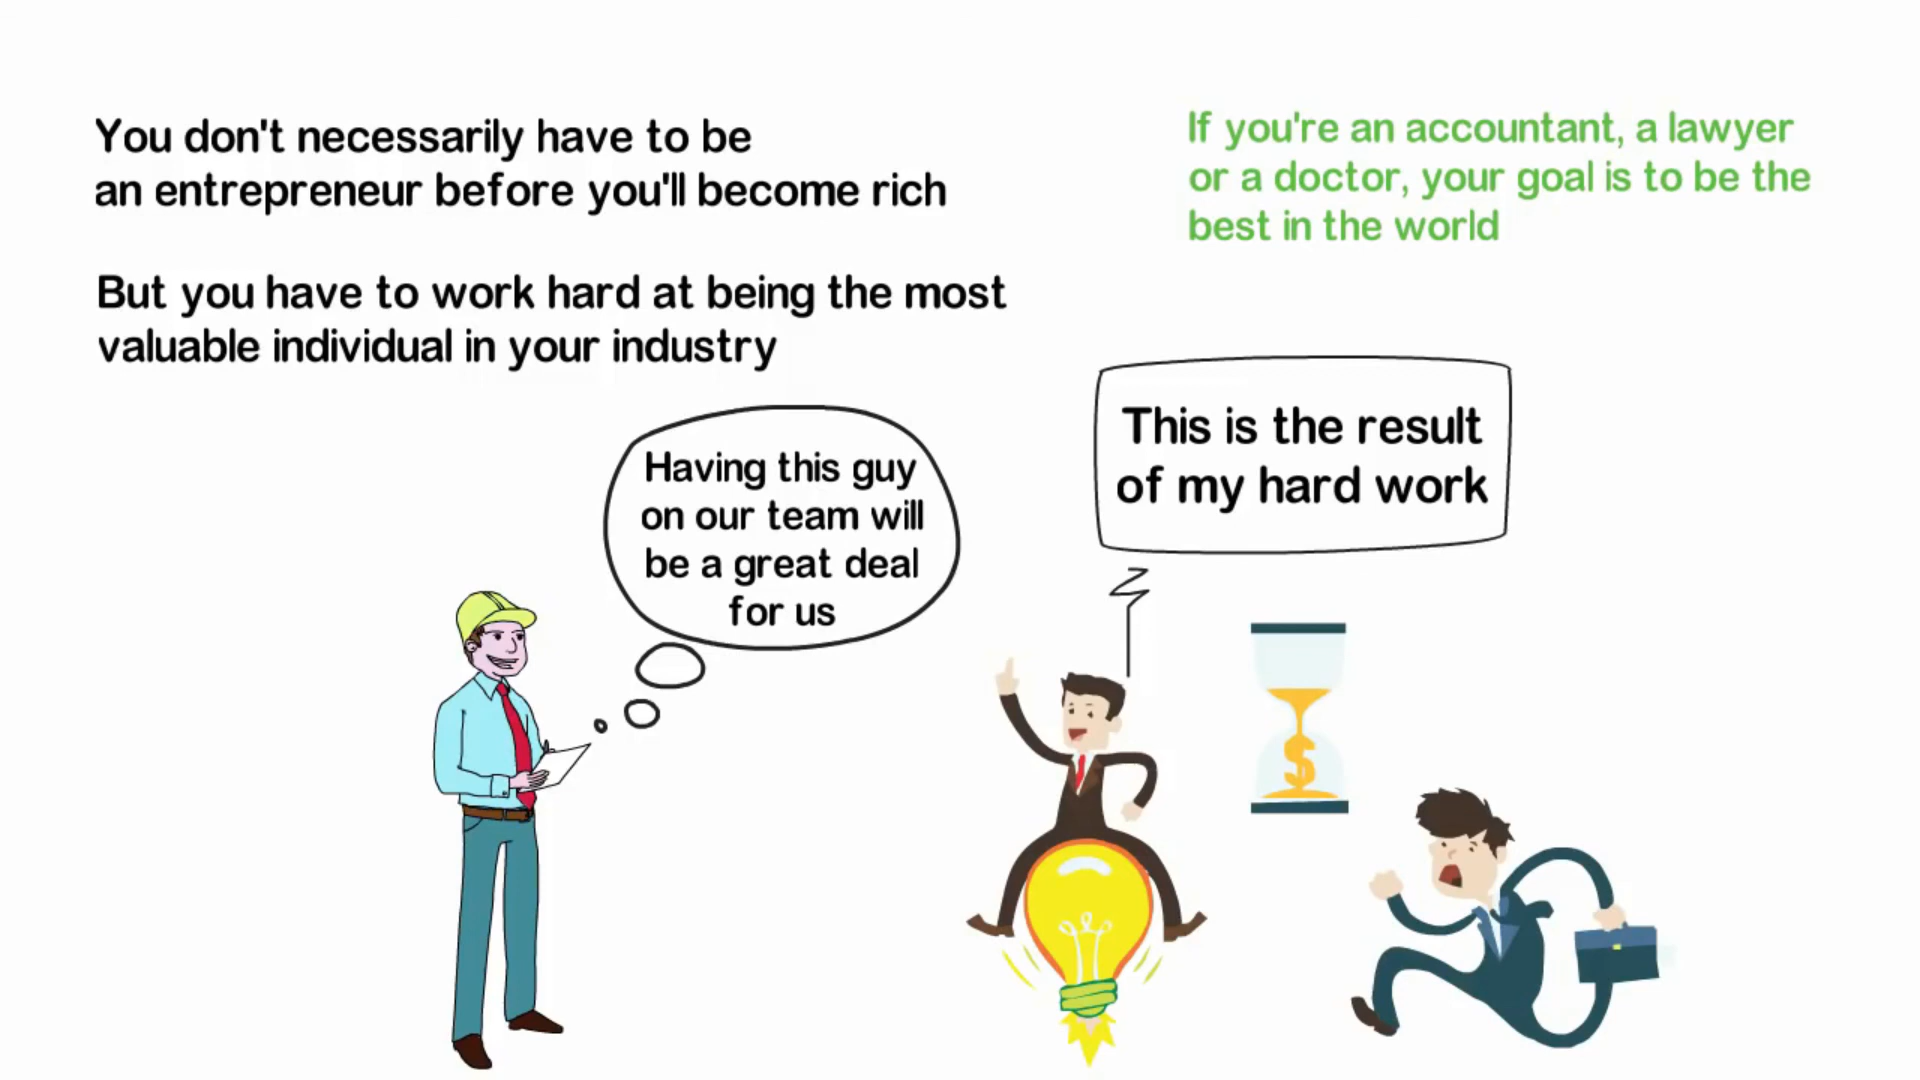 You don't necessarily have to be
an entrepreneur before you'll become rich
But you have to work hard at being the most
valuable individual in your industry
If you're an accountant, a lawyer
or a doctor, your goal is to be the
best in the world
Having this guy
on our team will
be a great deal
for us
This is the result
of my hard work
$